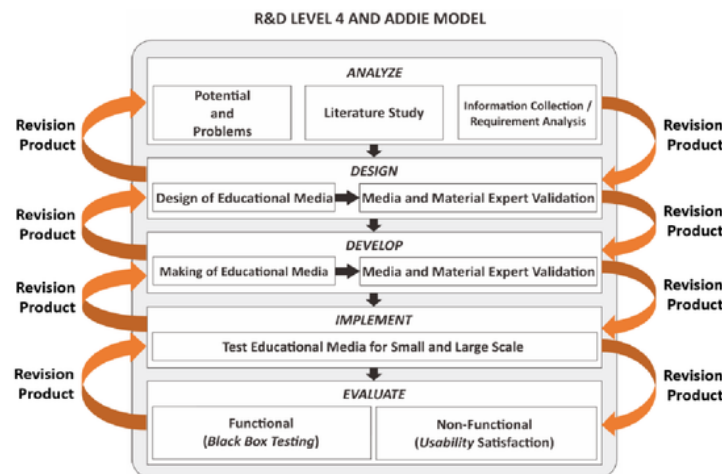 R&D LEVEL 4 AND ADDIE MODEL
ANALYZE
Potential
and
Problems
Literature Study
Information Collection /
Requirement Analysis
Revision
Product
Revision
Product
DESIGN
Design of Educational Media
Media and Material Expert Validation
Revision
Product
Revision
Product
DEVELOP
Making of Educational Media
Media and Material Expert Validation
Revision
Product
Revision
Product
IMPLEMENT
Test Educational Media for Small and Large Scale
Revision
Product
Revision
Product
EVALUATE
Functional
(Black Box Testing)
Non-Functional
(Usability Satisfaction)